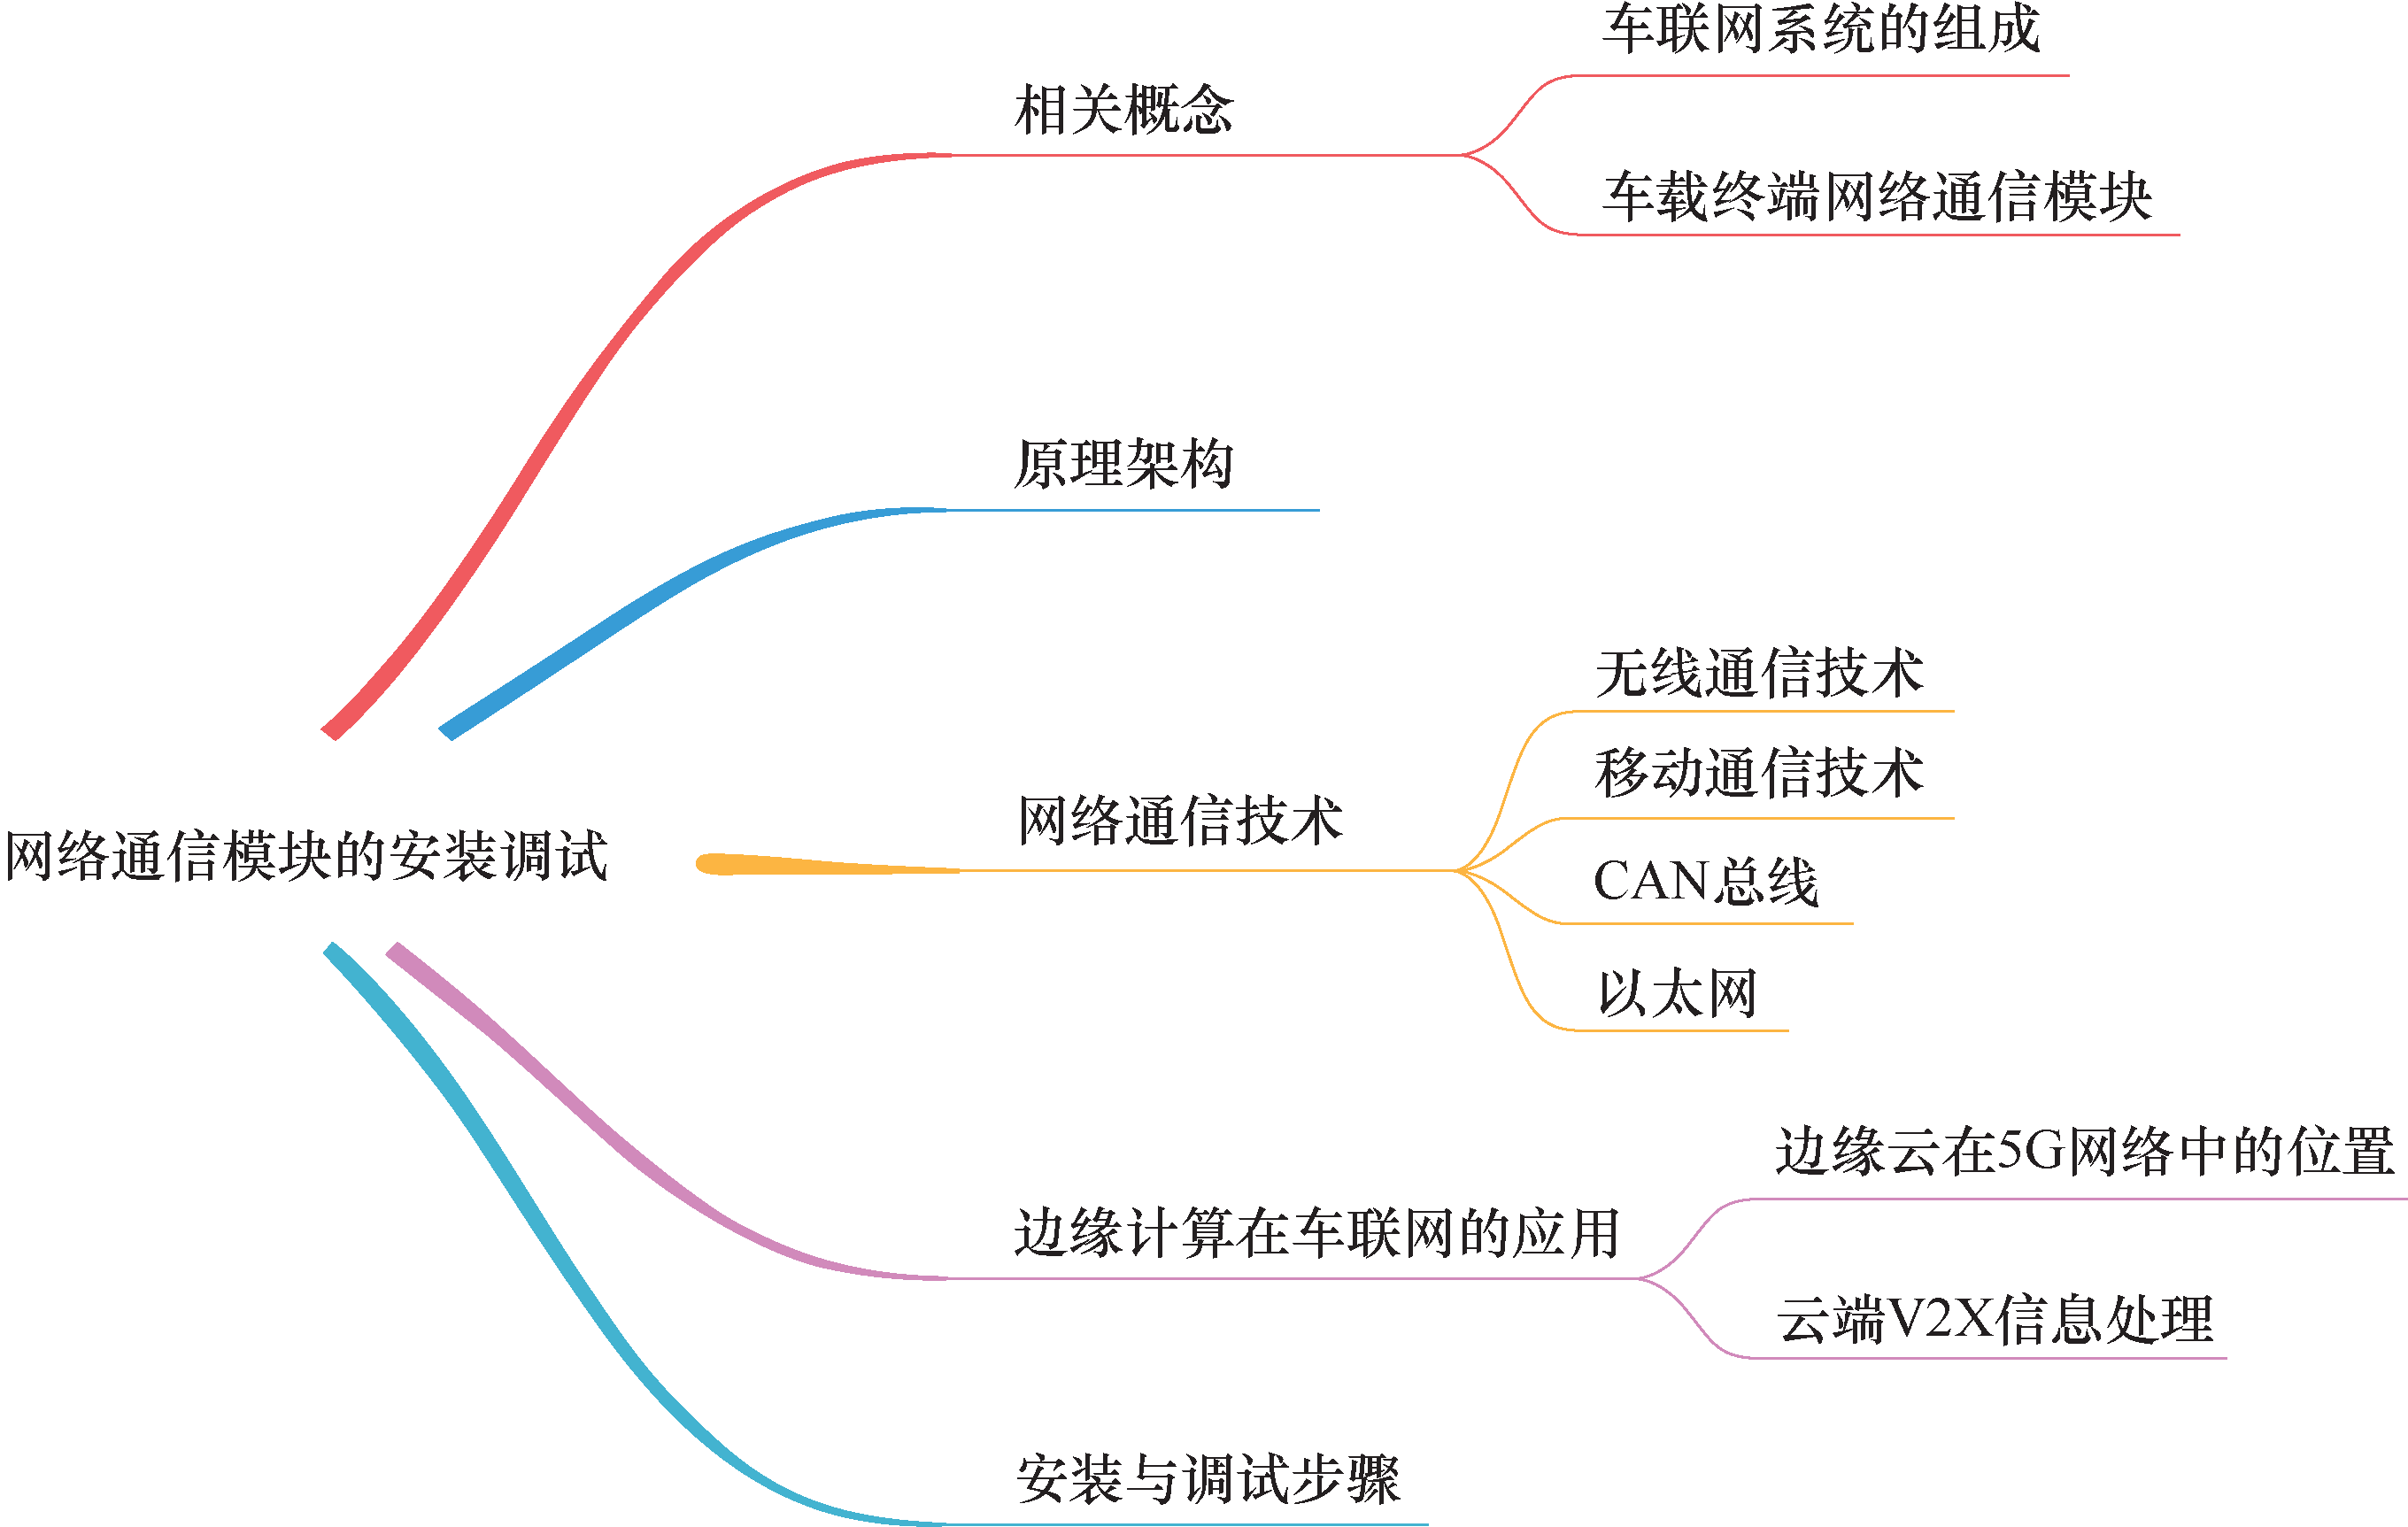 网络通信模块的安装调试
相关概念
车联网系统的组成
车载终端网络通信模块
原理架构
网络通信技术
无线通信技术
移动通信技术
CAN总线
以太网
边缘计算在车联网的应用
边缘云在5G网络中的位置
云端V2X信息处理
安装与调试步骤